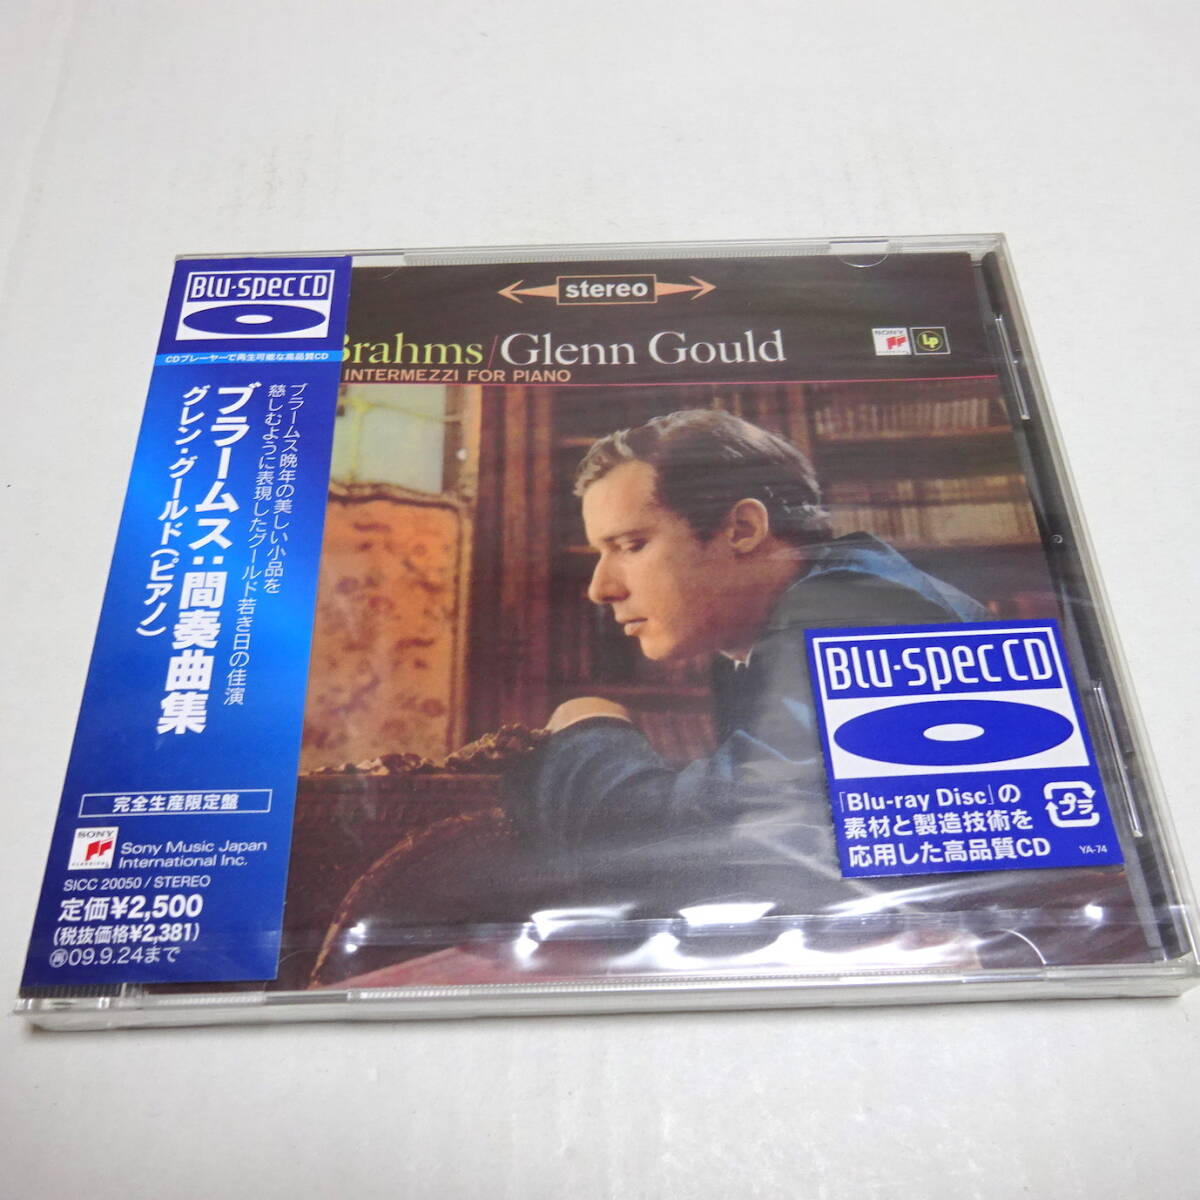 Blu-spec CD
CDプレーヤーで再生可能な高品質CD
ブラームス晩年の美しい小品を
慈しむように表現したグールド若き日の佳演
ブラームス:間奏曲集
グレン・グールド(ピアノ)
完全生産限定盤
SONY
CLASSICAL
Sony Music Japan
International Inc.
SICC 20050 / STEREO
定価¥2,500
(税抜価格¥2,381)
再09.9.24まで
stereo
Brahms/Glenn Gould
INTERMEZZI FOR PIANO
SONY
LP
Blu-spec CD
「Blu-ray Disc」の
素材と製造技術を
応用した高品質CD
プラ
YA-74